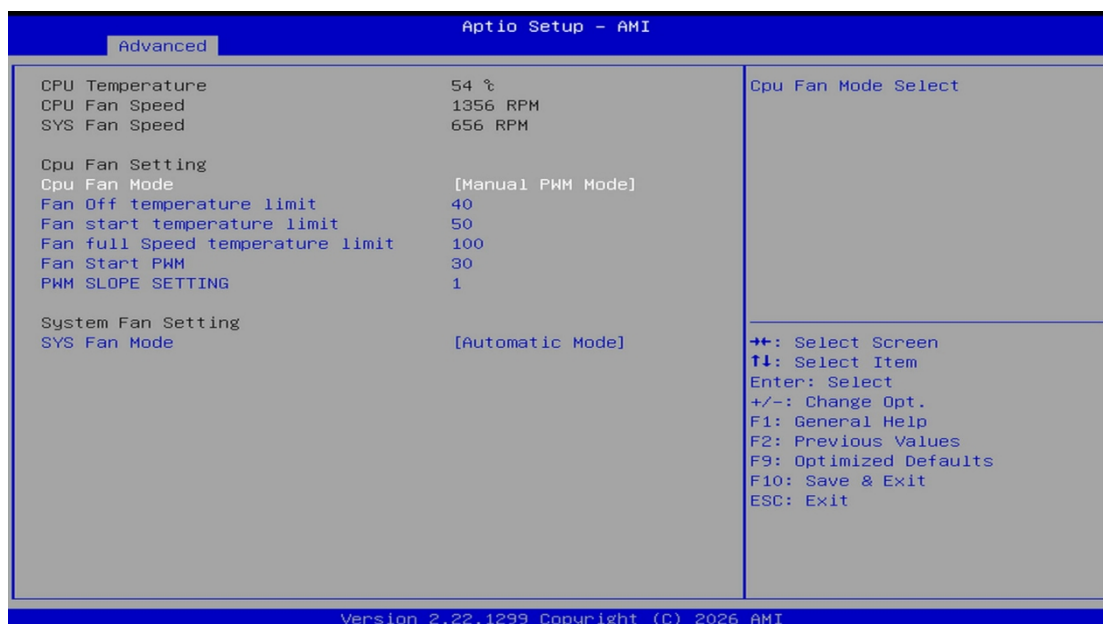 Aptio Setup – AMI
Advanced
CPU Temperature 54 ℃
CPU Fan Speed 1356 RPM
SYS Fan Speed 656 RPM
Cpu Fan Setting
Cpu Fan Mode [Manual PWM Mode]
Fan Off temperature limit 40
Fan start temperature limit 50
Fan full Speed temperature limit 100
Fan Start PWM 30
PWM SLOPE SETTING 1
System Fan Setting
SYS Fan Mode [Automatic Mode]
Cpu Fan Mode Select
→←: Select Screen
↑↓: Select Item
Enter: Select
+/-: Change Opt.
F1: General Help
F2: Previous Values
F9: Optimized Defaults
F10: Save & Exit
ESC: Exit
Version 2.22.1299 Copyright (C) 2026 AMI